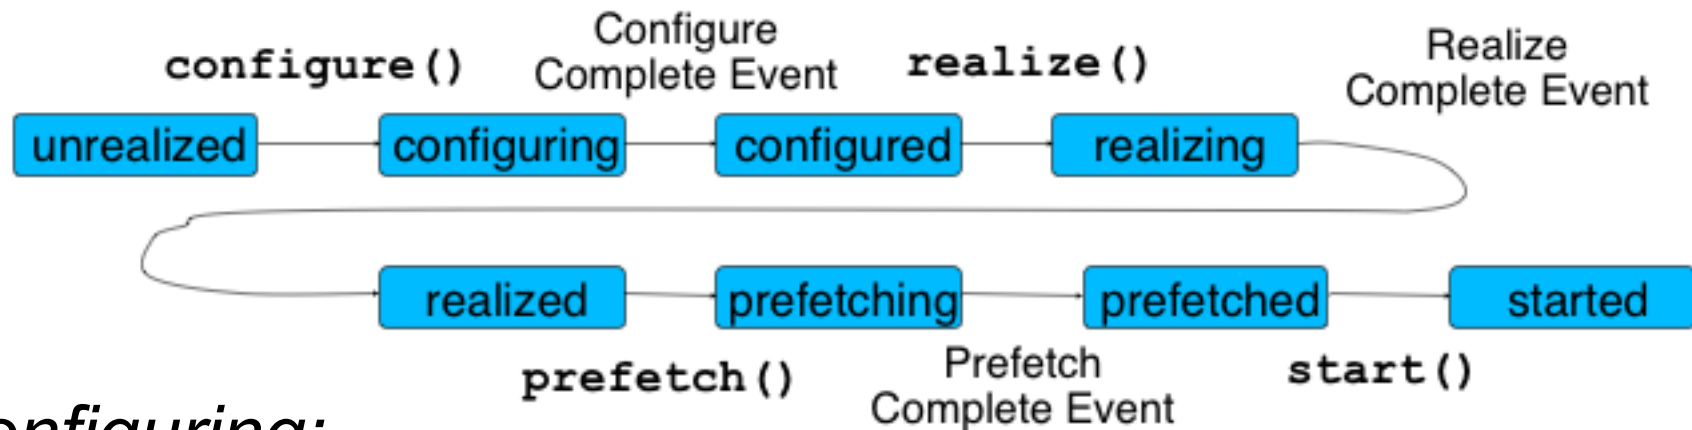 configure()
Configure
Complete Event
realize()
Realize
Complete Event
unrealized
configuring
configured
realizing
realized
prefetching
prefetched
started
prefetch()
Prefetch
Complete Event
start()
onfiguring: